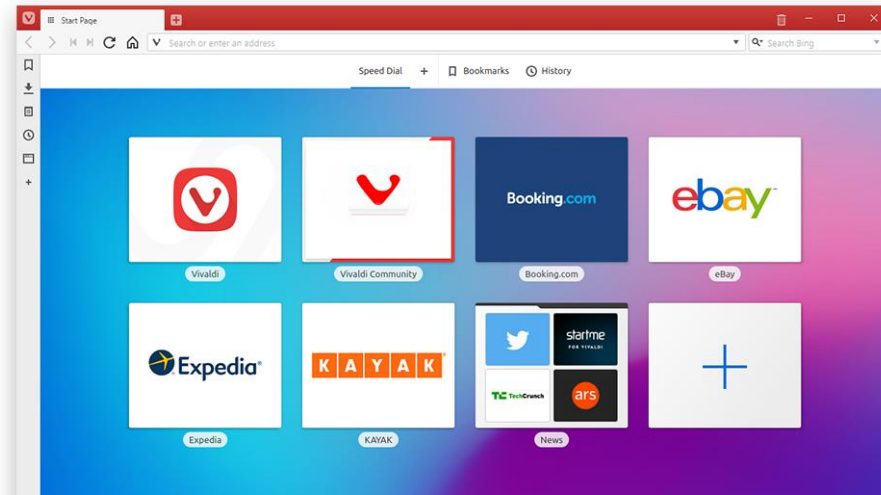 Start Page
Search or enter an address
Search Bing
Speed Dial
Bookmarks
History
Booking.com
ebay
Vivaldi
Vivaldi Community
Booking.com
eBay
Expedia
KAYAK
startme
FOR VIVALDI
TC TechCrunch
ars
Expedia
KAYAK
News